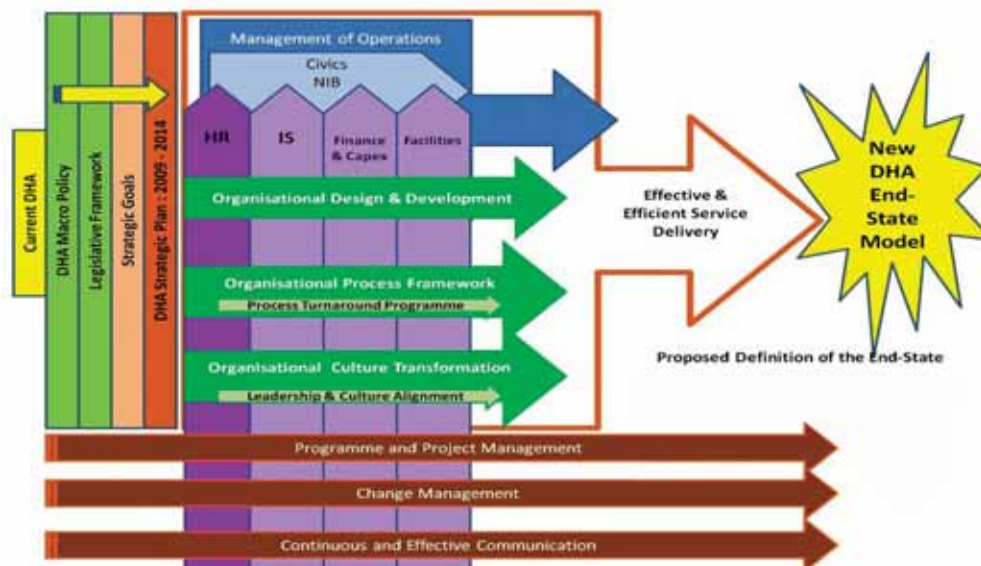 Current DHA
DHA Macro Policy
Legislative Framework
Strategic Goals
DHA Strategic Plan : 2009 - 2014
Management of Operations
Civics
NIB
HR
IS
Finance
& Capex
Facilities
Organisational Design & Development
Organisational Process Framework
Process Turnaround Programme
Organisational Culture Transformation
Leadership & Culture Alignment
Effective &
Efficient Service
Delivery
New
DHA
End-
State
Model
Proposed Definition of the End-State
Programme and Project Management
Change Management
Continuous and Effective Communication